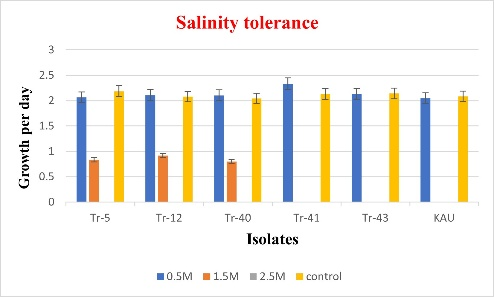 Salinity tolerance
3
2.5
2
1.5
1
0.5
0
Growth per day
Tr-5 Tr-12 Tr-40 Tr-41 Tr-43 KAU
Isolates
0.5M 1.5M 2.5M control